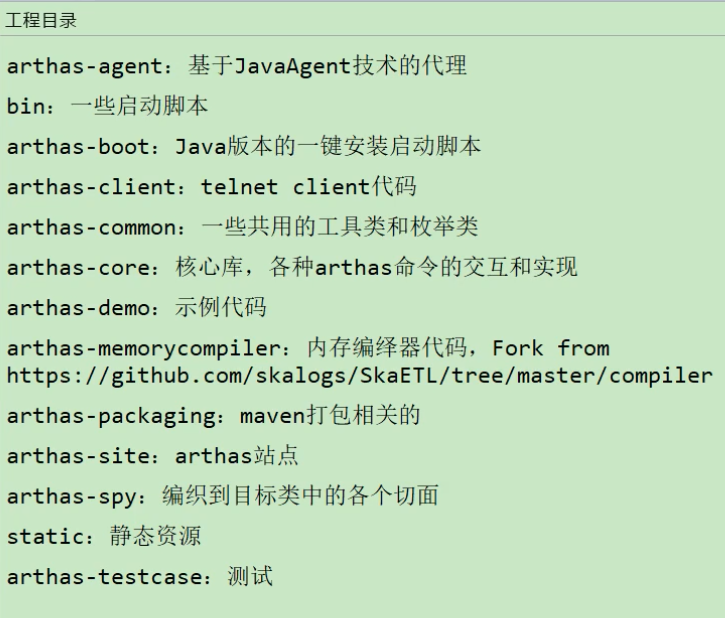 工程目录
arthas-agent：基于JavaAgent技术的代理
bin：一些启动脚本
arthas-boot：Java版本的一键安装启动脚本
arthas-client：telnet client代码
arthas-common：一些共用的工具类和枚举类
arthas-core：核心库，各种arthas命令的交互和实现
arthas-demo：示例代码
arthas-memorycompiler：内存编绎器代码，Fork from
https://github.com/skalogs/SkaETL/tree/master/compiler
arthas-packaging：maven打包相关的
arthas-site：arthas站点
arthas-spy：编织到目标类中的各个切面
static：静态资源
arthas-testcase：测试